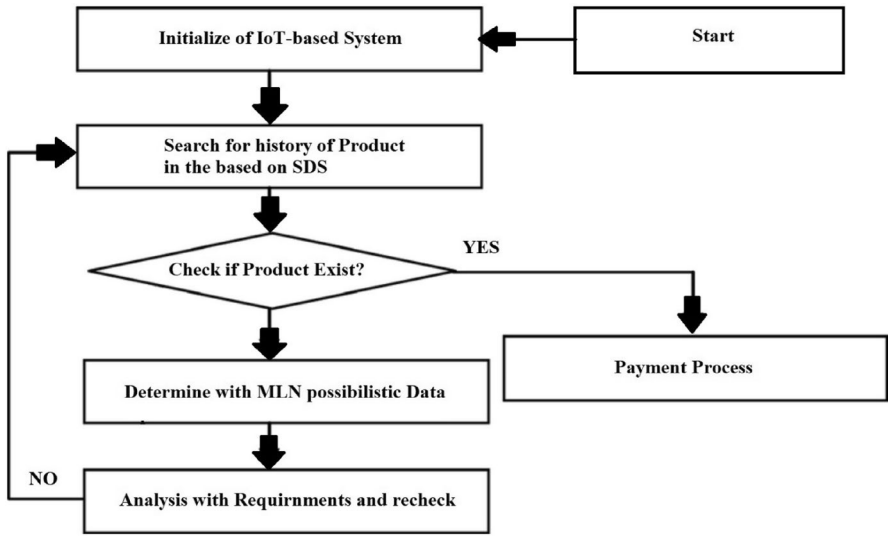 Initialize of IoT-based System
Start
Search for history of Product
in the based on SDS
Check if Product Exist?
YES
Payment Process
Determine with MLN possibilistic Data
NO
Analysis with Requirnments and recheck